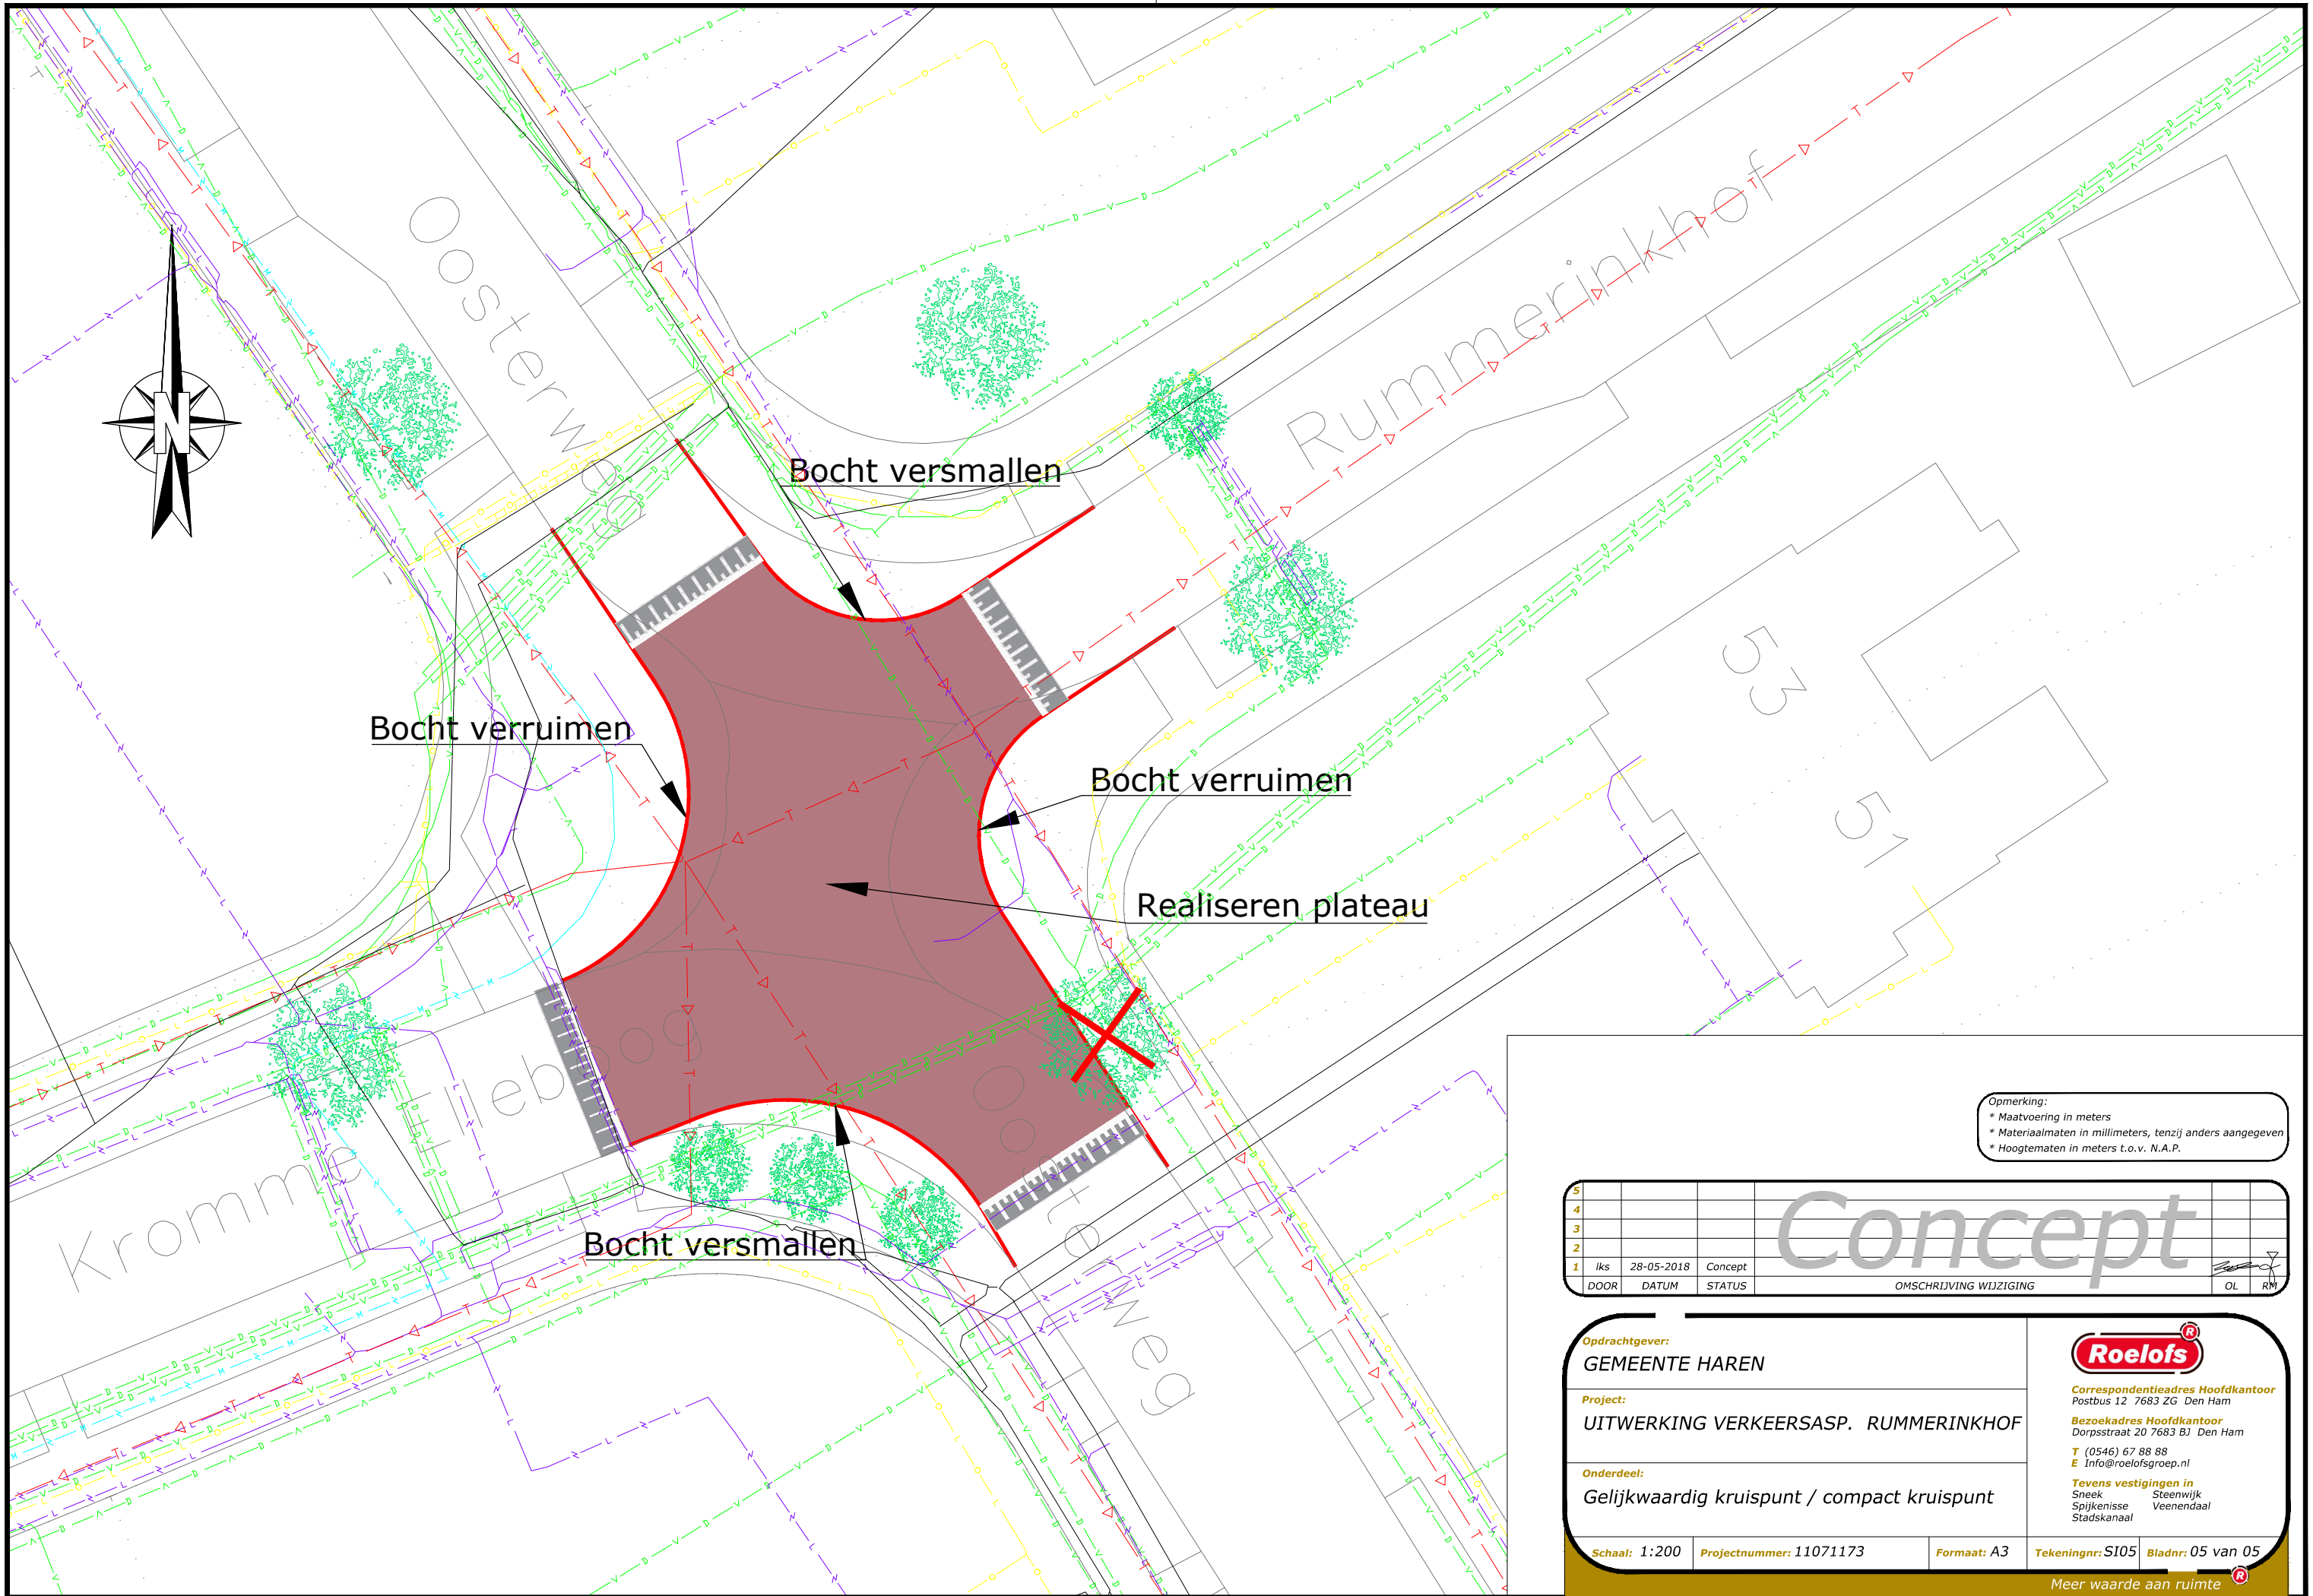 Oosterweg
Rummerinkhof
Bocht versmallen
Bocht verruimen
Bocht verruimen
Realiseren plateau
Bocht versmallen
Kromme Elleboog
Oosterweg
53
51
N
Opmerking:
* Maatvoering in meters
* Materiaalmaten in millimeters, tenzij anders aangegeven
* Hoogtematen in meters t.o.v. N.A.P.
Concept
5
4
3
2
1 lks 28-05-2018 Concept
DOOR DATUM STATUS OMSCHRIJVING WIJZIGING OL RM
Opdrachtgever:
GEMEENTE HAREN
Project:
UITWERKING VERKEERSASP. RUMMERINKHOF
Onderdeel:
Gelijkwaardig kruispunt / compact kruispunt
Roelofs
Correspondentieadres Hoofdkantoor
Postbus 12 7683 ZG Den Ham
Bezoekadres Hoofdkantoor
Dorpsstraat 20 7683 BJ Den Ham
T (0546) 67 88 88
E Info@roelofsgroep.nl
Tevens vestigingen in
Sneek Steenwijk
Spijkenisse Veenendaal
Stadskanaal
Schaal: 1:200 Projectnummer: 11071173 Formaat: A3 Tekeningnr: SI05 Bladnr: 05 van 05
Meer waarde aan ruimte